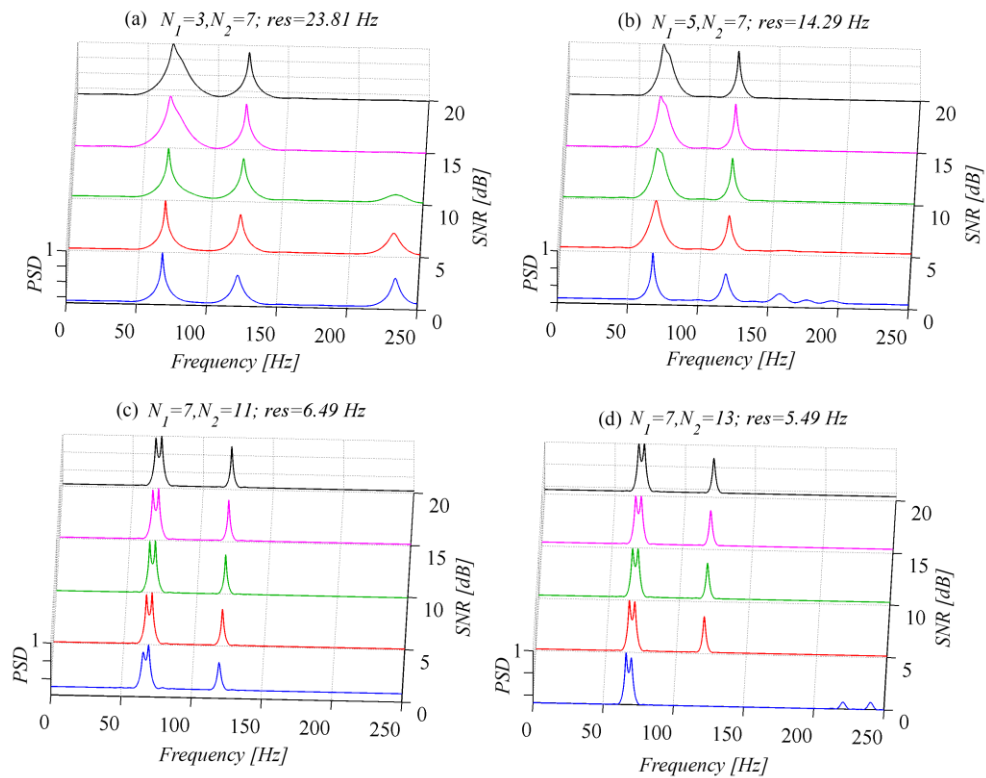 (a) N1=3,N2=7; res=23.81 Hz
20
15
10
5
0
SNR [dB]
1
PSD
0 50 100 150 200 250
Frequency [Hz]
(b) N1=5,N2=7; res=14.29 Hz
20
15
10
5
0
SNR [dB]
1
PSD
0 50 100 150 200 250
Frequency [Hz]
(c) N1=7,N2=11; res=6.49 Hz
20
15
10
5
0
SNR [dB]
1
PSD
0 50 100 150 200 250
Frequency [Hz]
(d) N1=7,N2=13; res=5.49 Hz
20
15
10
5
0
SNR [dB]
1
PSD
0 50 100 150 200 250
Frequency [Hz]